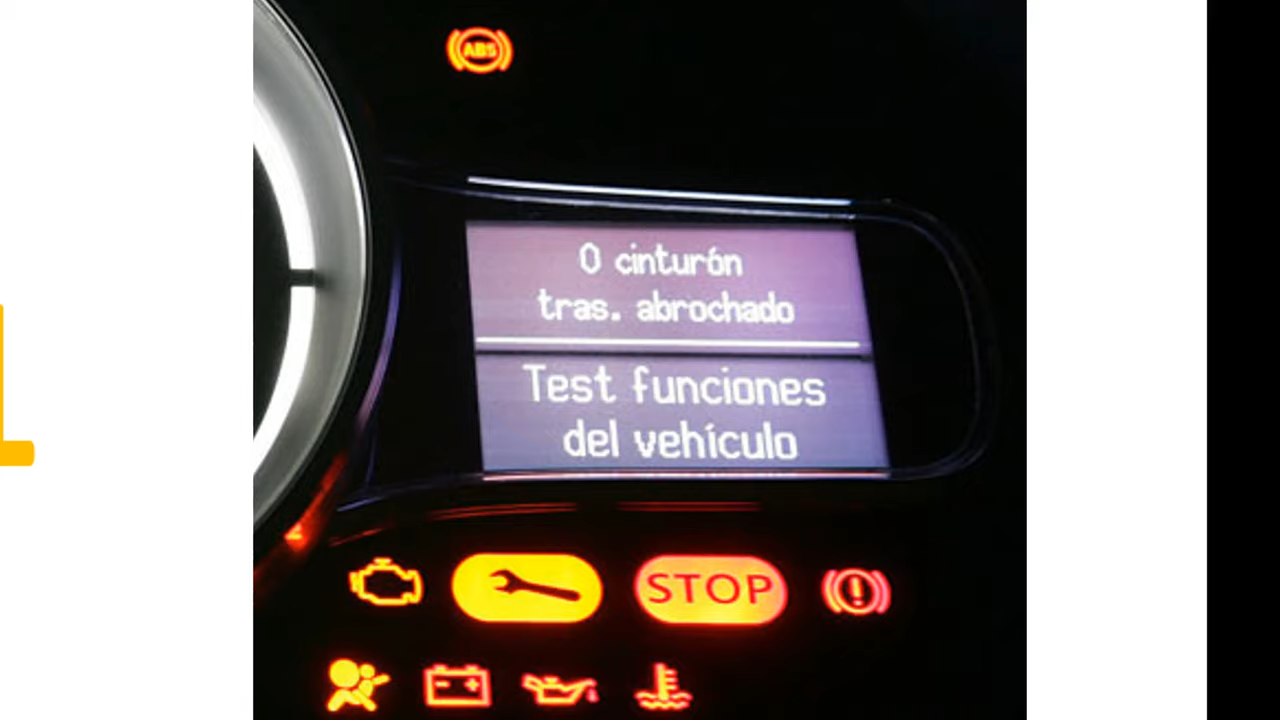 ABS
0 cinturón
tras. abrochado
Test funciones
del vehículo
STOP